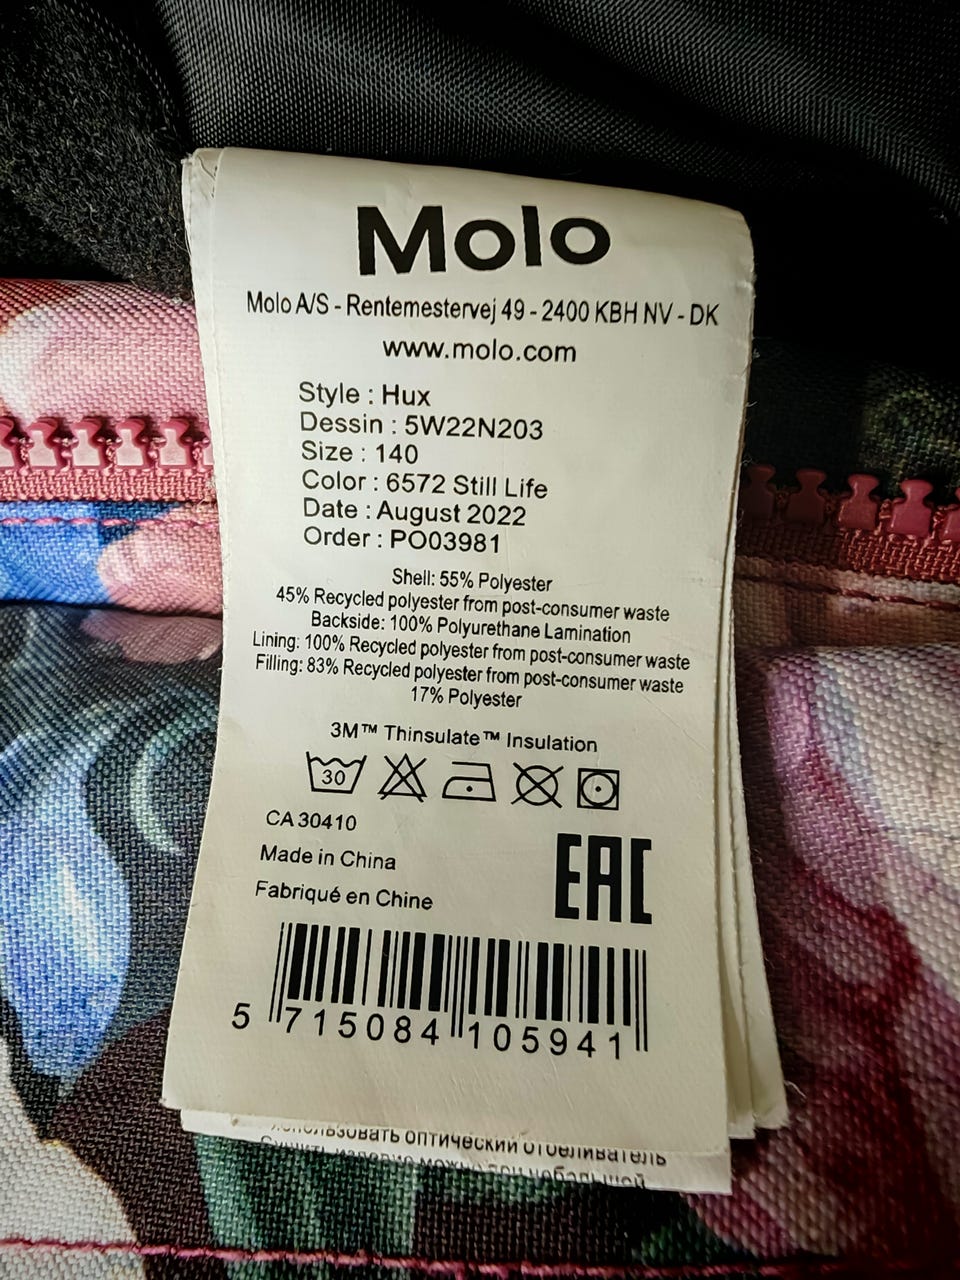 Molo
Molo A/S - Rentemestervej 49 - 2400 KBH NV - DK
www.molo.com
Style : Hux
Dessin : 5W22N203
Size : 140
Color : 6572 Still Life
Date : August 2022
Order : PO03981
Shell: 55% Polyester
45% Recycled polyester from post-consumer waste
Backside: 100% Polyurethane Lamination
Lining: 100% Recycled polyester from post-consumer waste
Filling: 83% Recycled polyester from post-consumer waste
17% Polyester
3M™ Thinsulate™ Insulation
30
CA 30410
Made in China
Fabriqué en Chine
EAC
5 715084 105941
использовать оптический отбеливатель